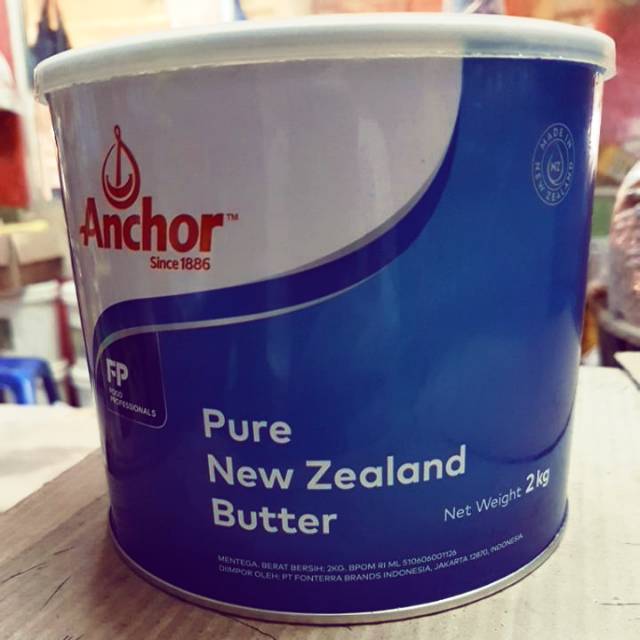 MADE IN
NZ
NEW ZEALAND
Anchor™
Since 1886
FP
FOOD
PROFESSIONALS
Pure
New Zealand
Butter
Net Weight 2kg
MENTEGA. BERAT BERSIH: 2KG. BPOM RI ML 510606001126
DIIMPOR OLEH: PT FONTERRA BRANDS INDONESIA, JAKARTA 12870, INDONESIA